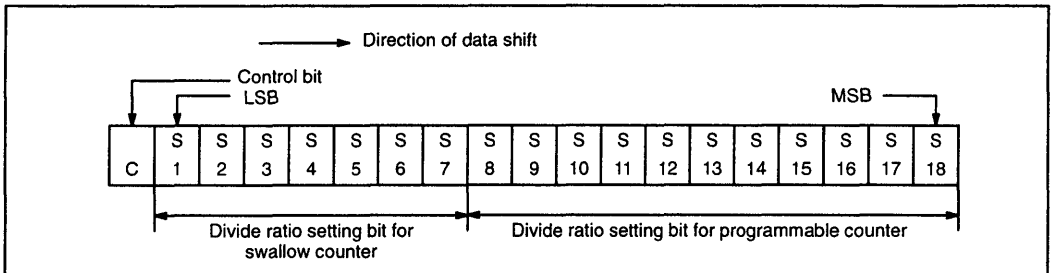 Direction of data shift
Control bit
LSB
MSB
S S S S S S S S S S S S S S S S S S
C 1 2 3 4 5 6 7 8 9 10 11 12 13 14 15 16 17 18
Divide ratio setting bit for
swallow counter
Divide ratio setting bit for programmable counter